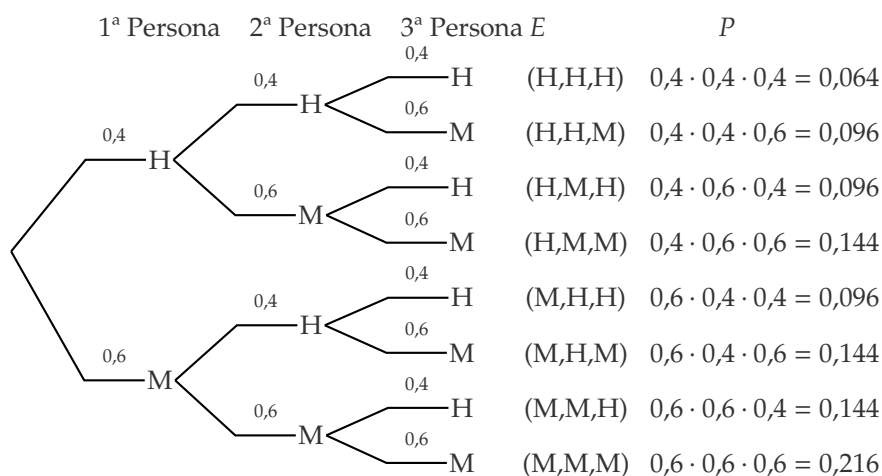 1ª Persona 2ª Persona 3ª Persona E P
0,4
0,4 H (H,H,H) 0,4 · 0,4 · 0,4 = 0,064
H 0,6
0,4 M (H,H,M) 0,4 · 0,4 · 0,6 = 0,096
H 0,4
0,6 H (H,M,H) 0,4 · 0,6 · 0,4 = 0,096
M 0,6
M (H,M,M) 0,4 · 0,6 · 0,6 = 0,144
0,4
0,4 H (M,H,H) 0,6 · 0,4 · 0,4 = 0,096
H 0,6
0,6 M (M,H,M) 0,6 · 0,4 · 0,6 = 0,144
M 0,4
0,6 H (M,M,H) 0,6 · 0,6 · 0,4 = 0,144
M 0,6
M (M,M,M) 0,6 · 0,6 · 0,6 = 0,216